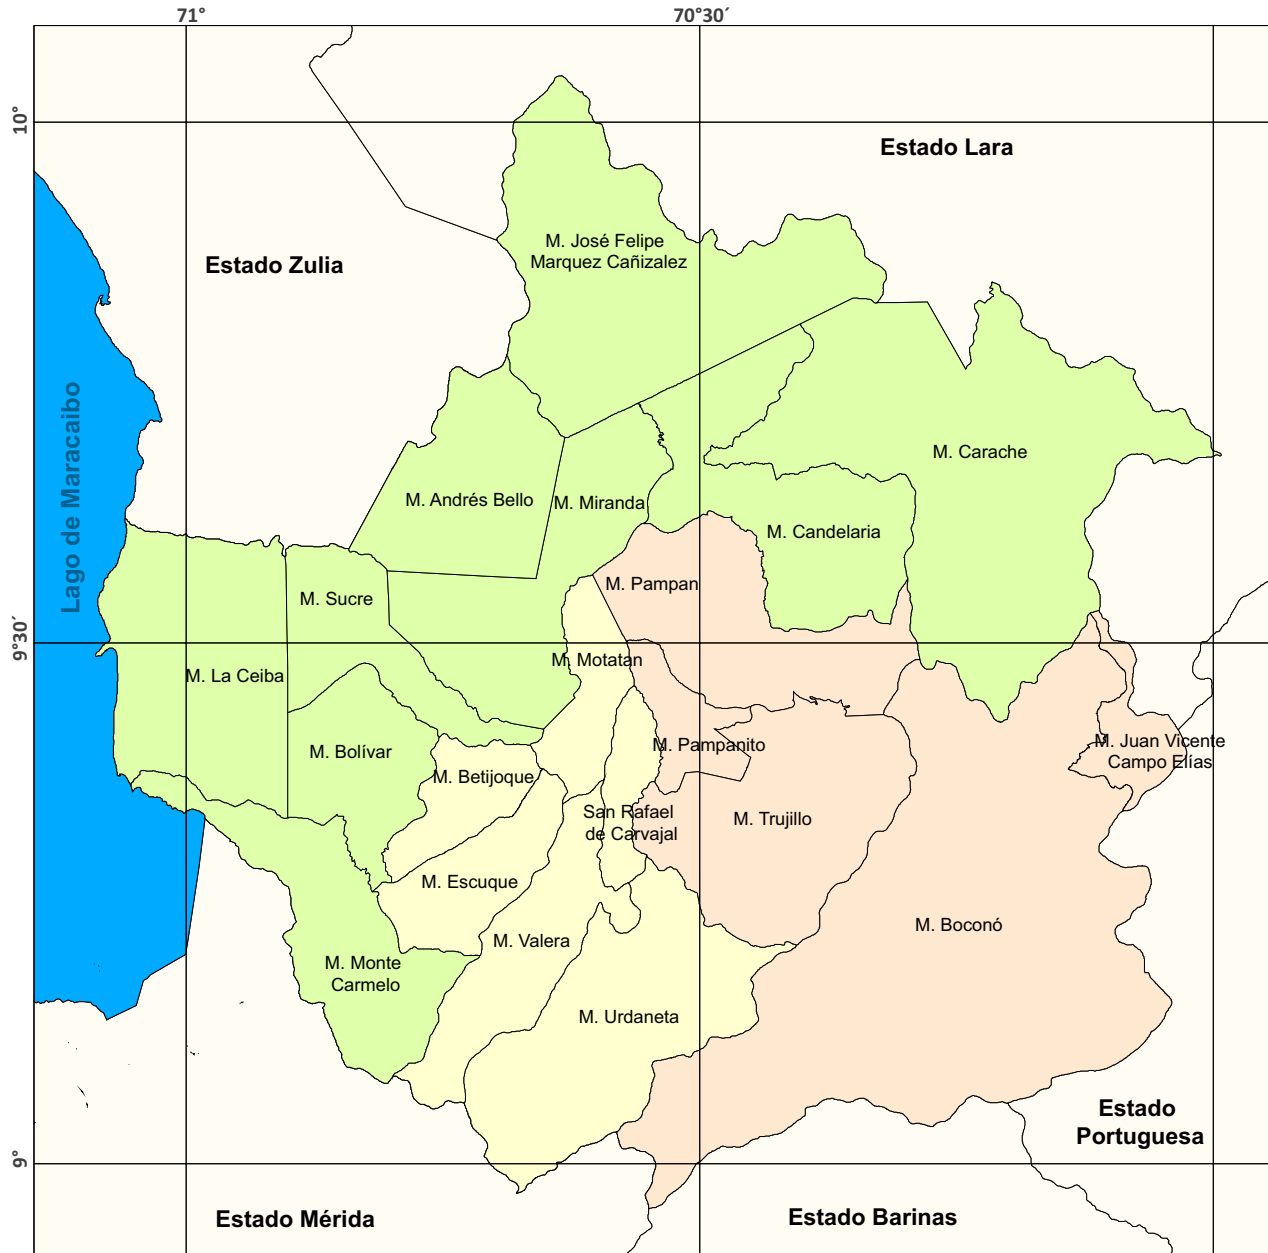 71°
70°30´
10°
Estado Lara
M. José Felipe
Marquez Cañizalez
Estado Zulia
Lago de Maracaibo
M. Carache
M. Andrés Bello
M. Miranda
M. Candelaria
M. Pampan
M. Sucre
9°30´
M. Motatan
M. La Ceiba
M. Bolívar
M. Pampanito
M. Juan Vicente
Campo Elías
M. Betijoque
San Rafael
de Carvajal
M. Trujillo
M. Escuque
M. Boconó
M. Valera
M. Monte
Carmelo
M. Urdaneta
Estado
Portuguesa
9°
Estado Mérida
Estado Barinas